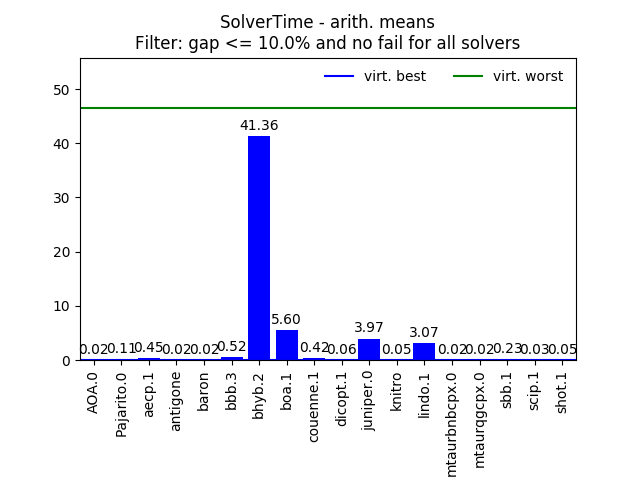 SolverTime - arith. means
Filter: gap <= 10.0% and no fail for all solvers
virt. best virt. worst
50
40
30
20
10
0
0.02 0.11 0.45 0.02 0.02 0.52 41.36 5.60 0.42 0.06 3.97 0.05 3.07 0.02 0.02 0.23 0.03 0.05
AOA.0
Pajarito.0
aecp.1
antigone
baron
bbb.3
bhyb.2
boa.1
couenne.1
dicopt.1
juniper.0
knitro
lindo.1
mtaurbnbcpx.0
mtaurqgcpx.0
sbb.1
scip.1
shot.1